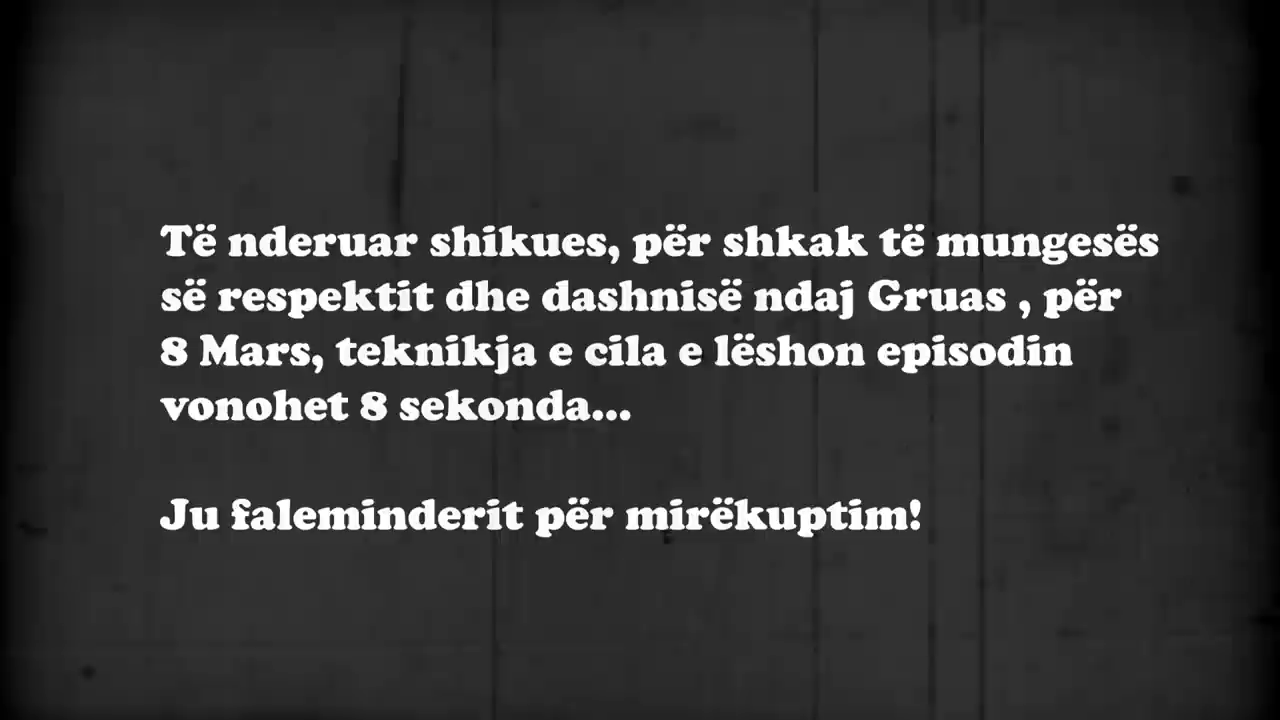 Të nderuar shikues, për shkak të mungesës
së respektit dhe dashnisë ndaj Gruas , për
8 Mars, teknikja e cila e lëshon episodin
vonohet 8 sekonda...
Ju faleminderit për mirëkuptim!